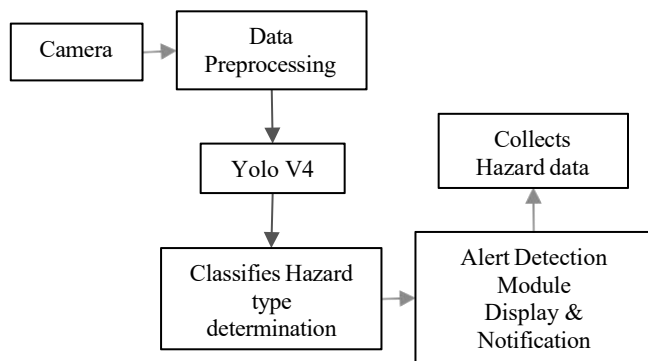 Camera
Data
Preprocessing
Yolo V4
Classifies Hazard
type
determination
Alert Detection
Module
Display &
Notification
Collects
Hazard data